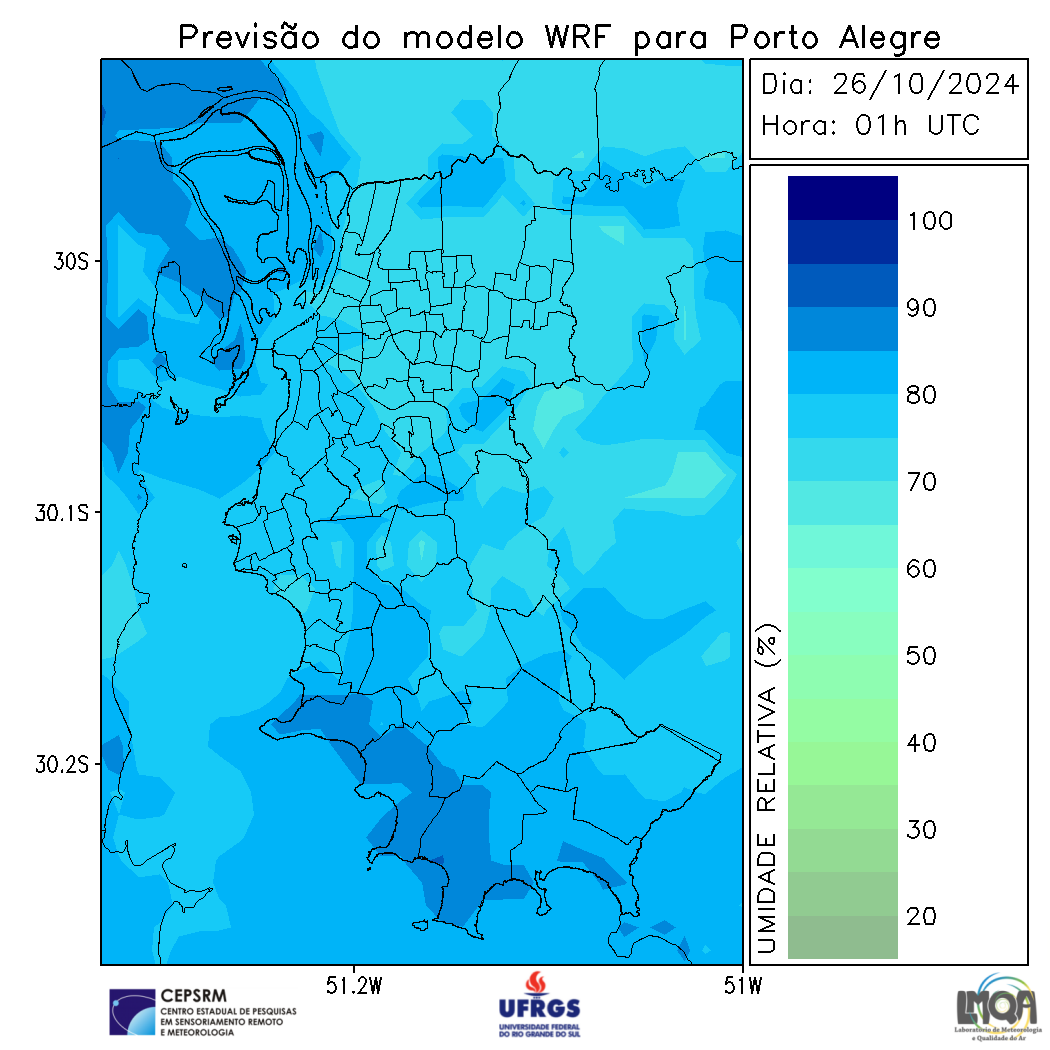 Previsão do modelo WRF para Porto Alegre
Dia: 26/10/2024
Hora: 01h UTC
30S
30.1S
30.2S
51.2W
51W
UMIDADE RELATIVA (%)
100
90
80
70
60
50
40
30
20
CEPSRM
CENTRO ESTADUAL DE PESQUISAS
EM SENSORIAMENTO REMOTO
E METEOROLOGIA
UFRGS
UNIVERSIDADE FEDERAL
DO RIO GRANDE DO SUL
LMQA
Laboratório de Meteorologia
e Qualidade do Ar